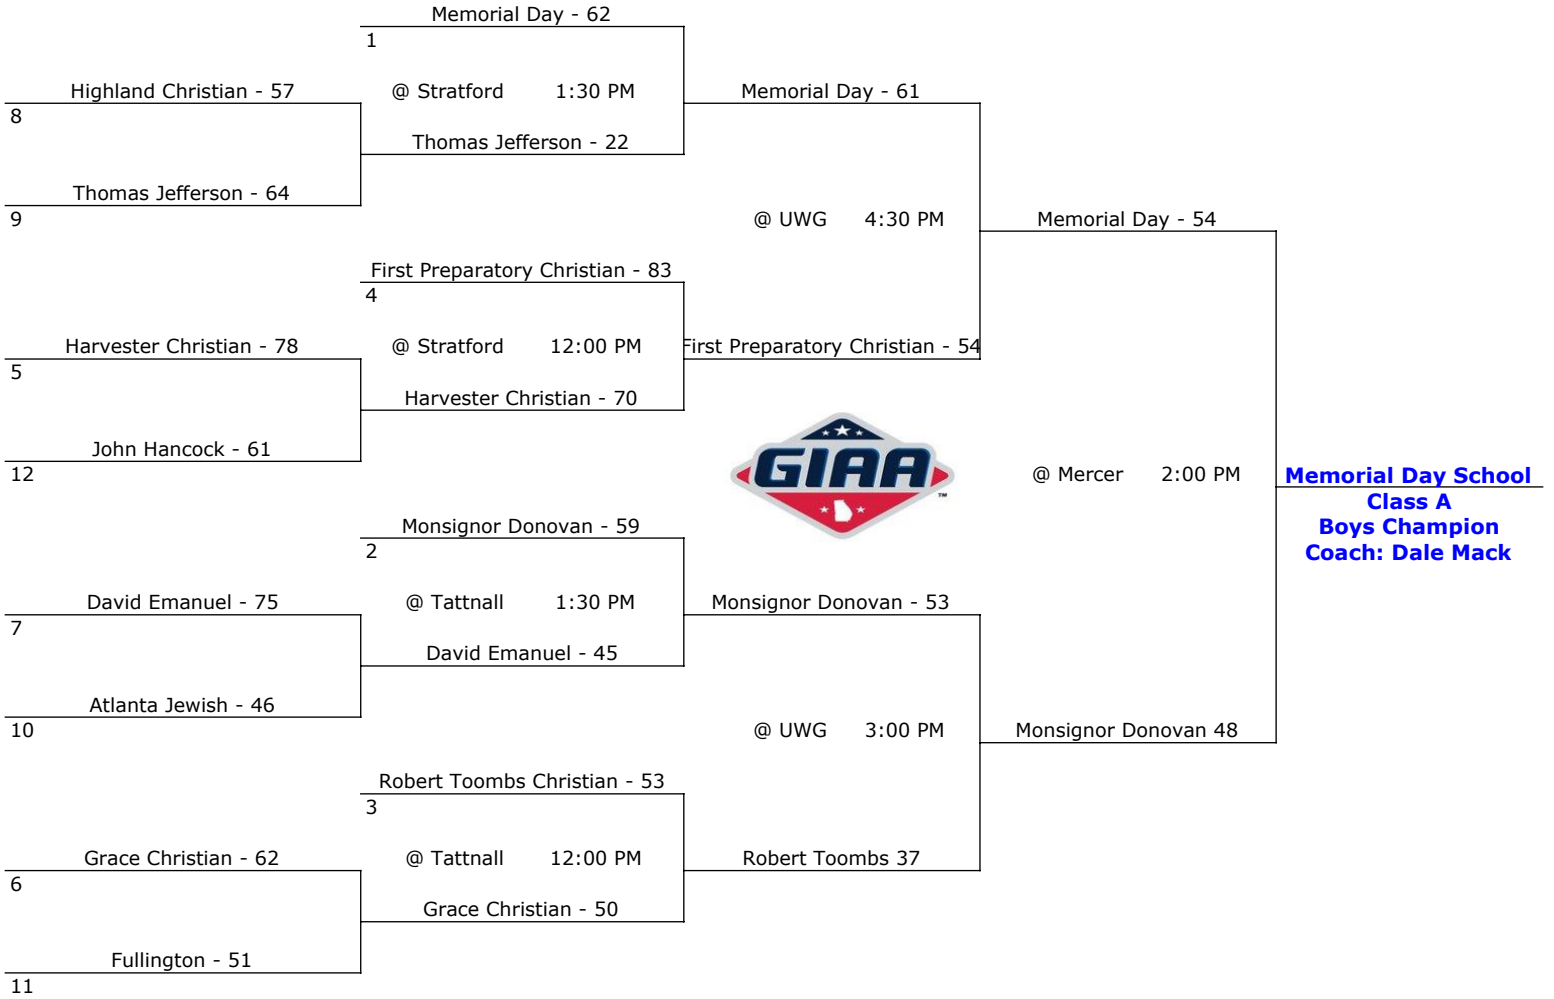 Memorial Day - 62
1
Highland Christian - 57
@ Stratford 1:30 PM
Memorial Day - 61
8
Thomas Jefferson - 22
Thomas Jefferson - 64
9
@ UWG 4:30 PM
Memorial Day - 54
First Preparatory Christian - 83
4
Harvester Christian - 78
@ Stratford 12:00 PM
First Preparatory Christian - 54
5
Harvester Christian - 70
John Hancock - 61
12
GIAA
TM
@ Mercer 2:00 PM
Memorial Day School
Class A
Boys Champion
Coach: Dale Mack
Monsignor Donovan - 59
2
David Emanuel - 75
@ Tattnall 1:30 PM
Monsignor Donovan - 53
7
David Emanuel - 45
Atlanta Jewish - 46
10
@ UWG 3:00 PM
Monsignor Donovan 48
Robert Toombs Christian - 53
3
Grace Christian - 62
@ Tattnall 12:00 PM
Robert Toombs 37
6
Grace Christian - 50
Fullington - 51
11